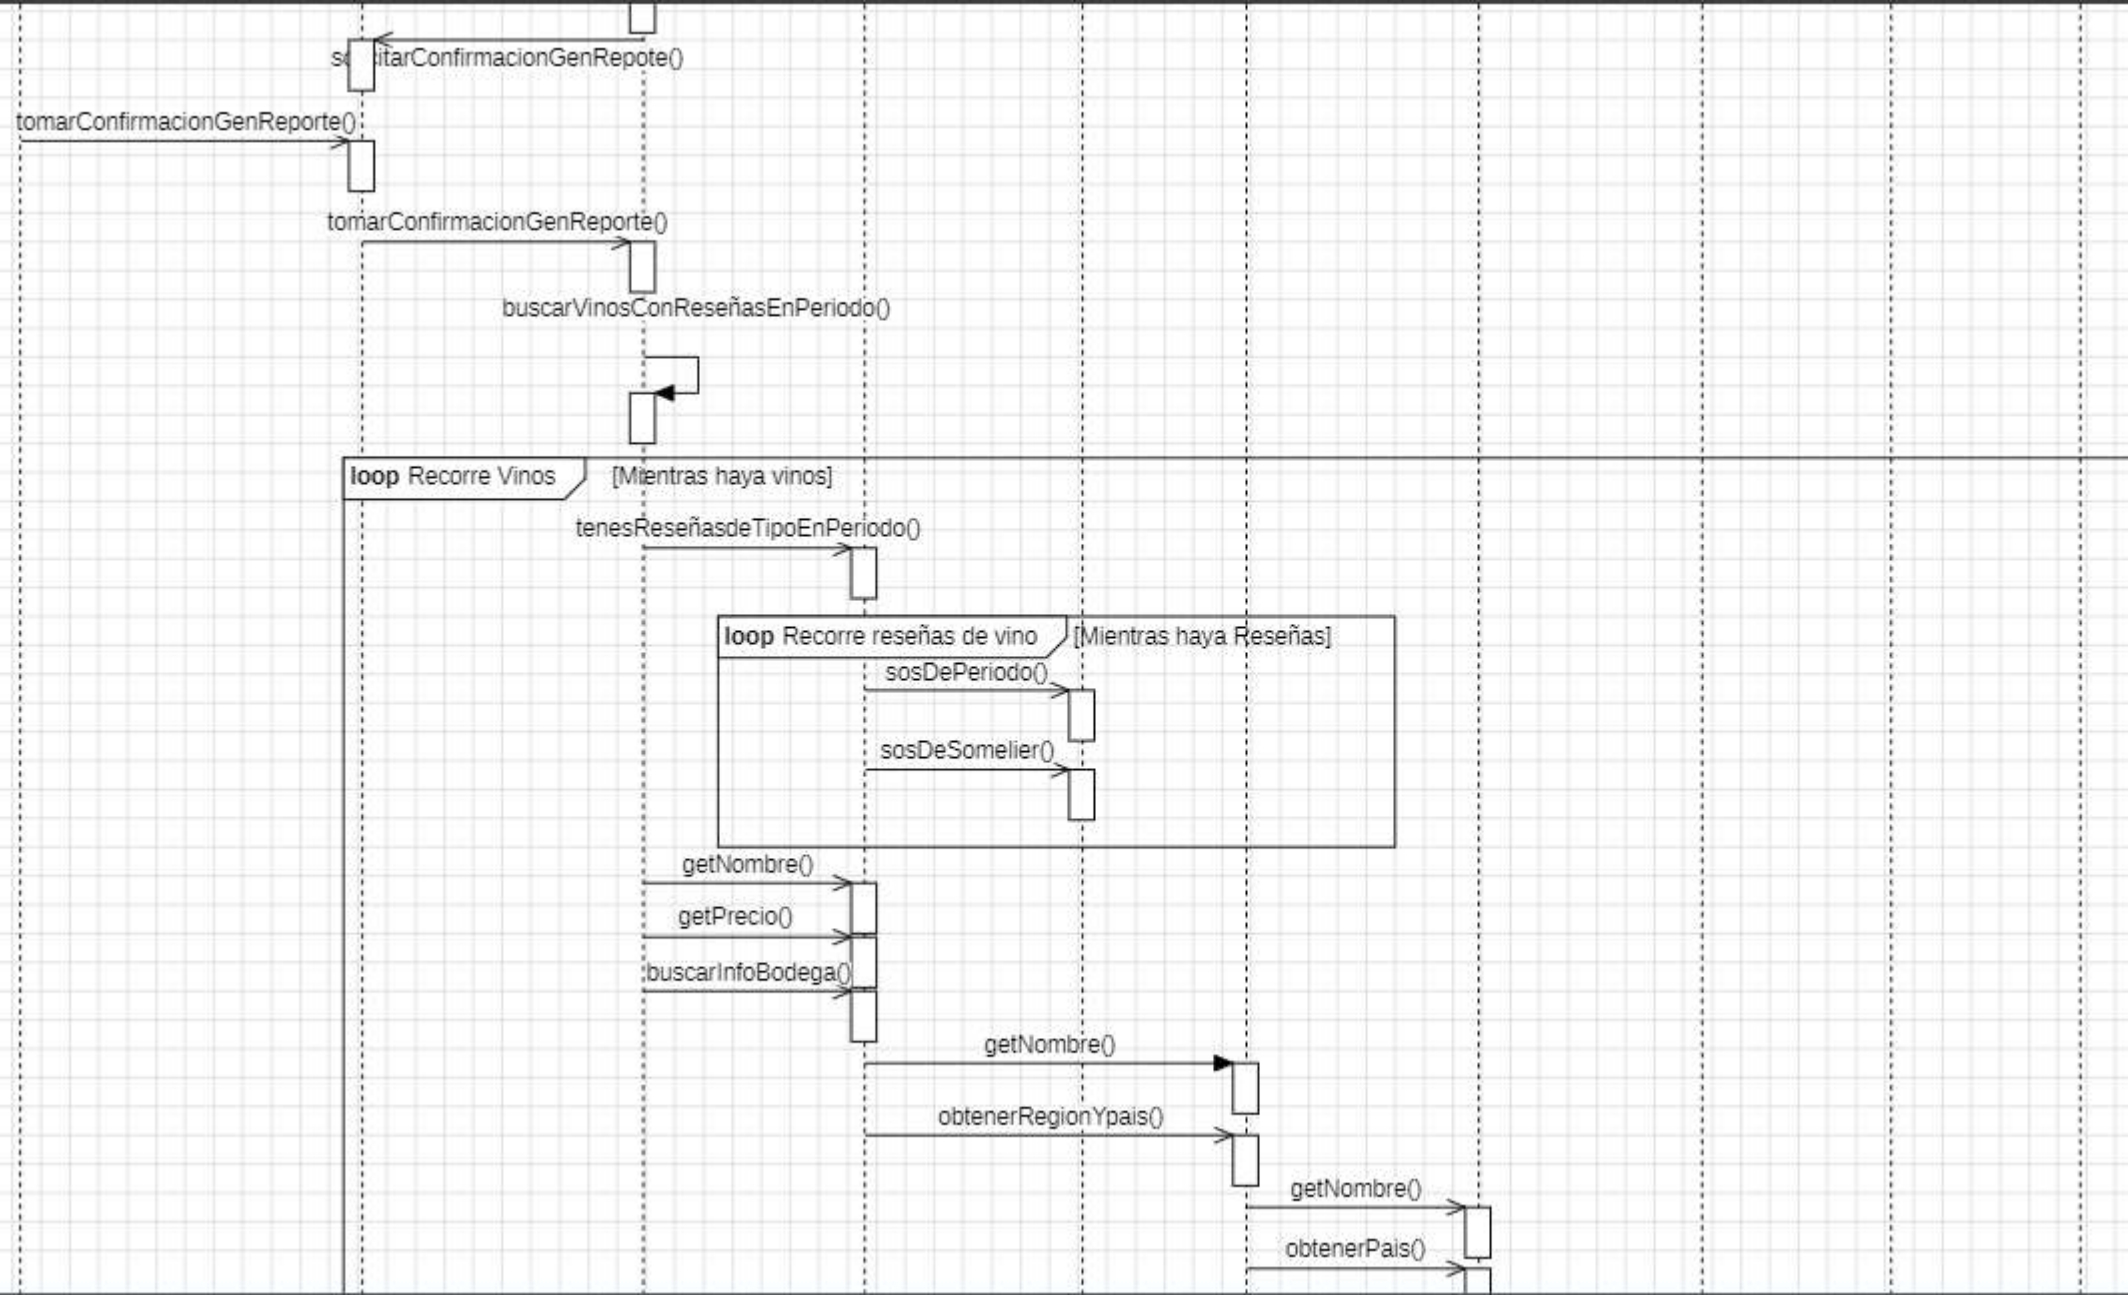 citarConfirmacionGenRepote()
tomarConfirmacionGenReporte()
tomarConfirmacionGenReporte()
buscarVinosConReseñasEnPeriodo()
loop Recorre Vinos [Mientras haya vinos]
tenesReseñasdeTipoEnPeriodo()
loop Recorre reseñas de vino [Mientras haya Reseñas]
sosDePeriodo()
sosDeSomelier()
getNombre()
getPrecio()
buscarInfoBodega()
getNombre()
obtenerRegionYpais()
getNombre()
obtenerPais()